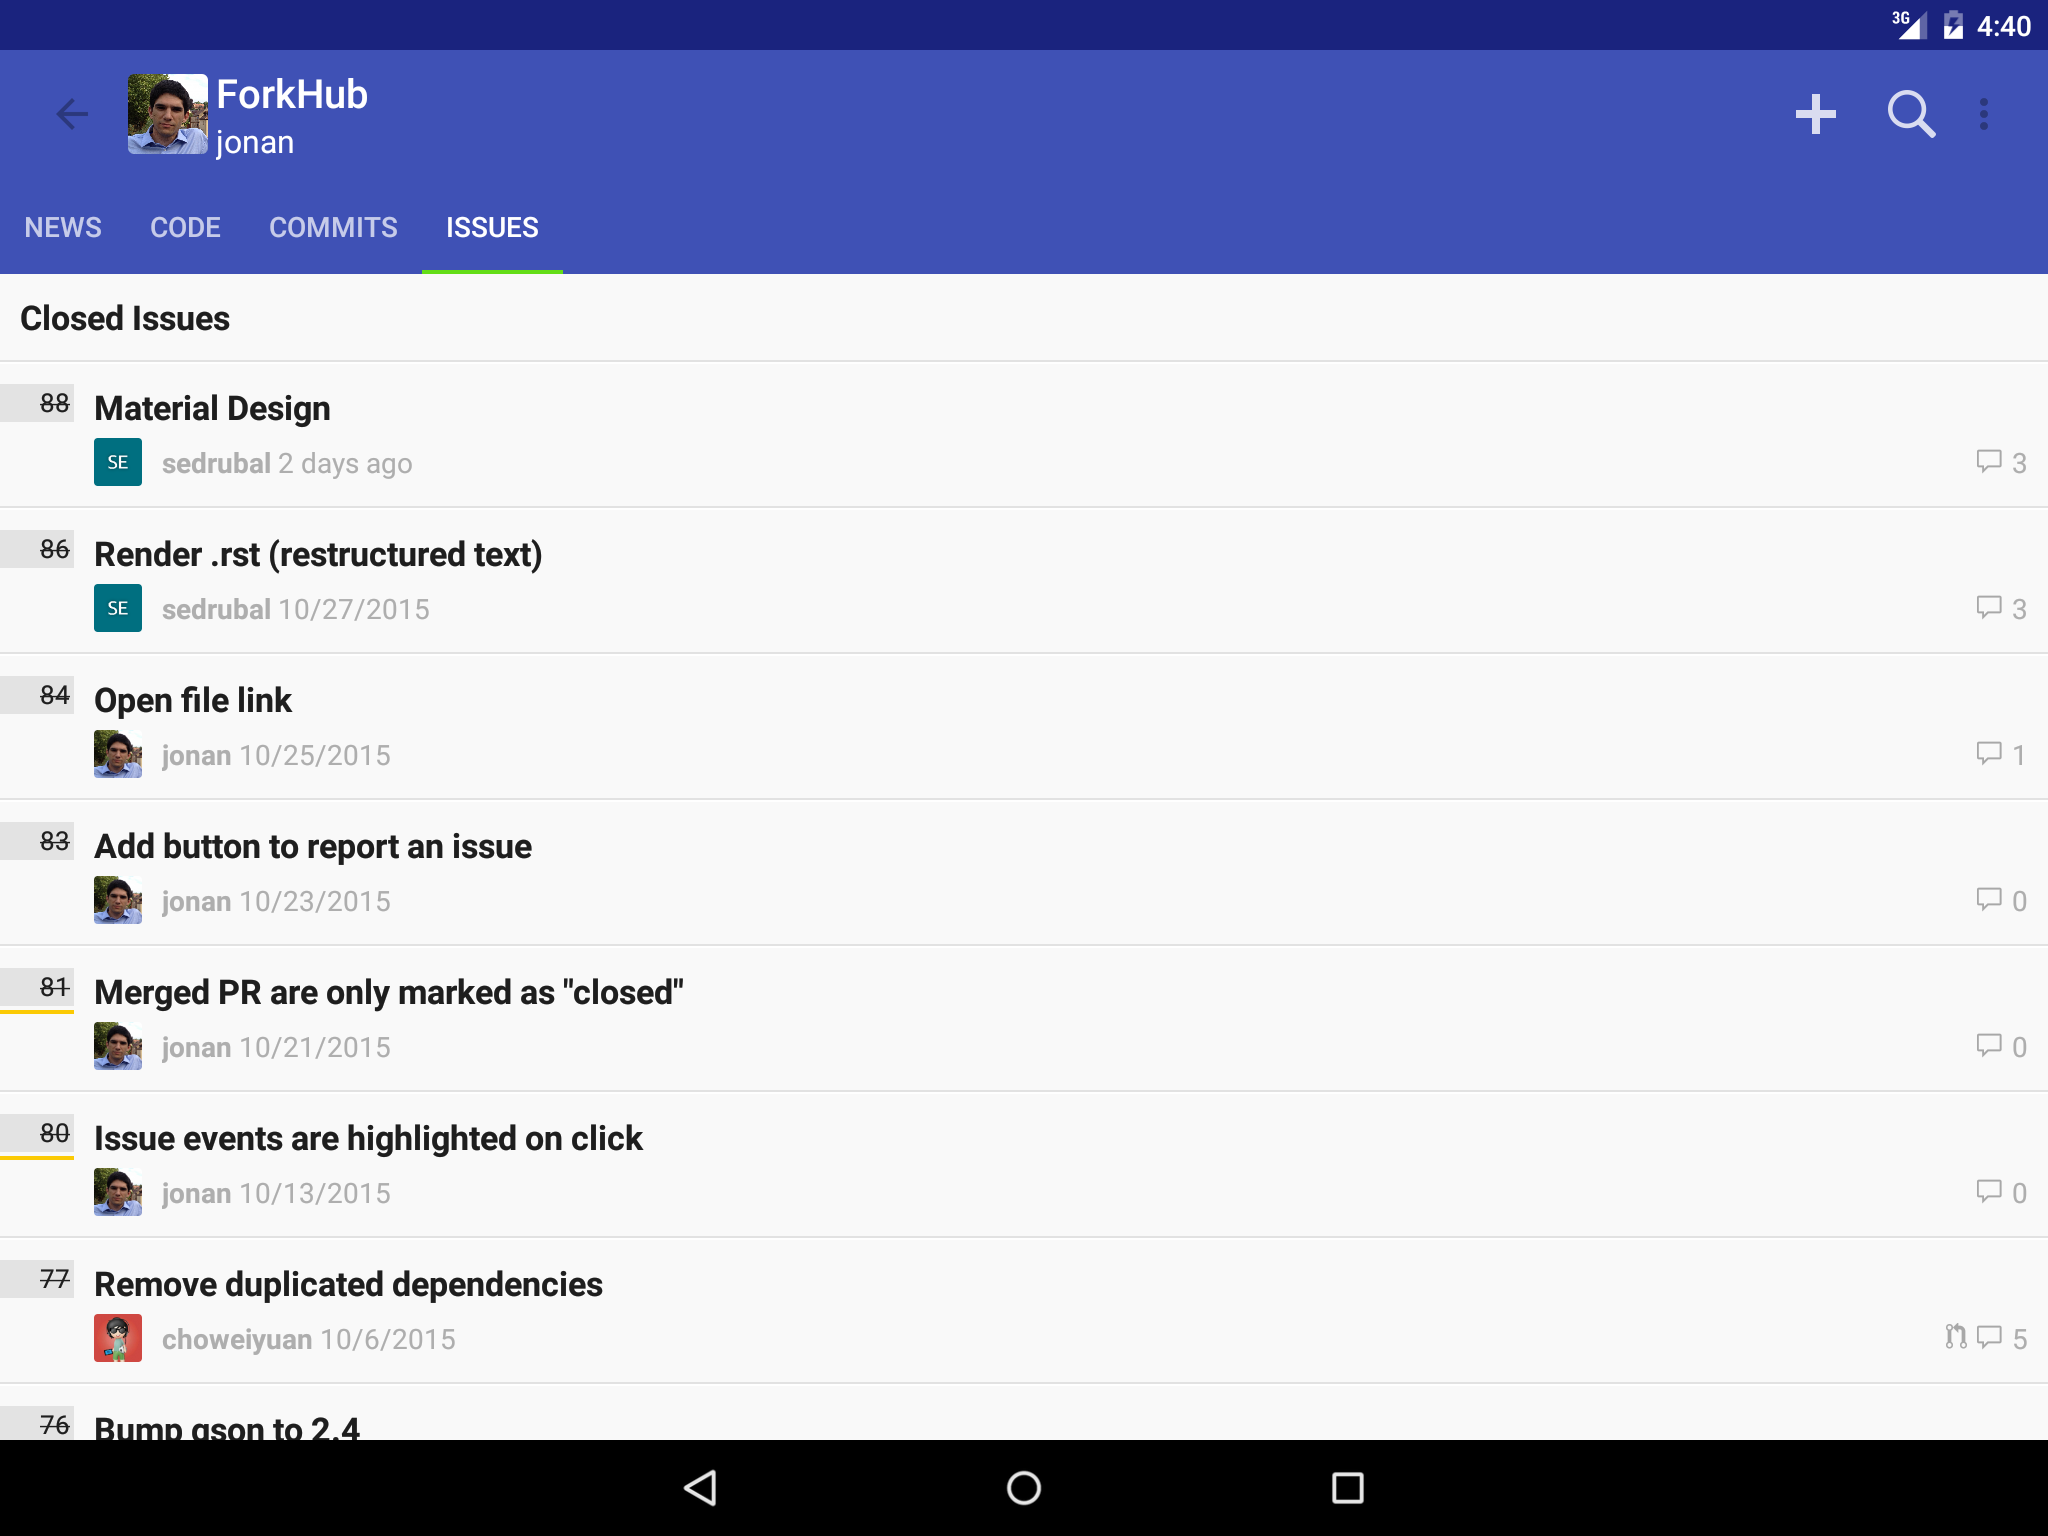 3G 4:40
ForkHub
jonan
NEWS CODE COMMITS ISSUES
Closed Issues
88 Material Design
SE sedrubal 2 days ago 3
86 Render .rst (restructured text)
SE sedrubal 10/27/2015 3
84 Open file link
jonan 10/25/2015 1
83 Add button to report an issue
jonan 10/23/2015 0
81 Merged PR are only marked as "closed"
jonan 10/21/2015 0
80 Issue events are highlighted on click
jonan 10/13/2015 0
77 Remove duplicated dependencies
choweiyuan 10/6/2015 5
76 Bump gson to 2.4